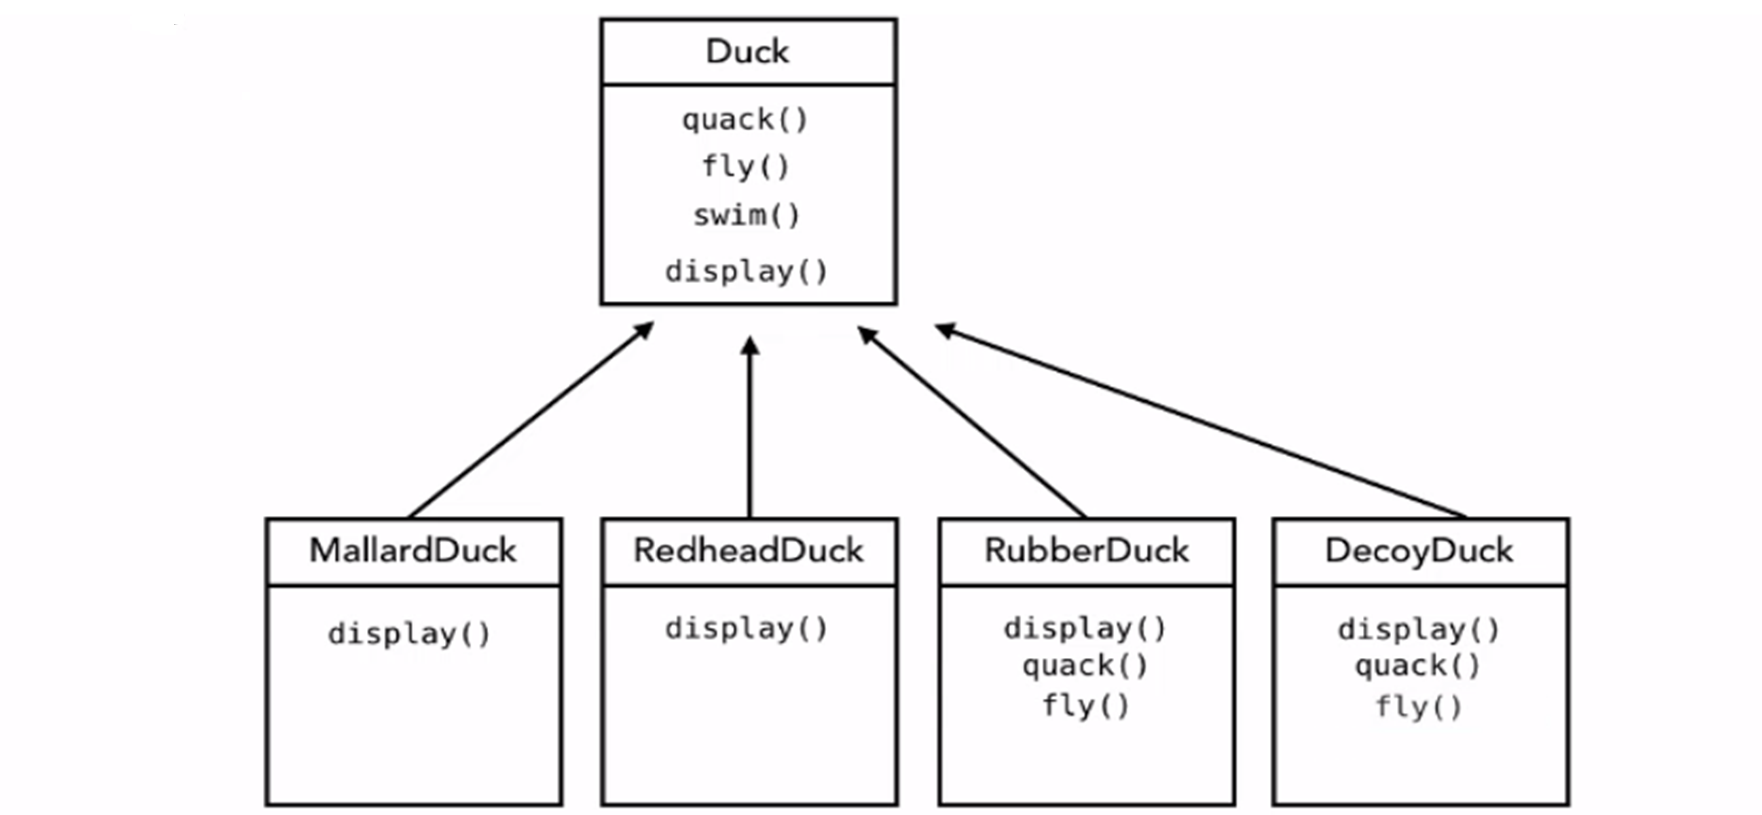 Duck
quack()
fly()
swim()
display()
MallardDuck
display()
RedheadDuck
display()
RubberDuck
display()
quack()
fly()
DecoyDuck
display()
quack()
fly()